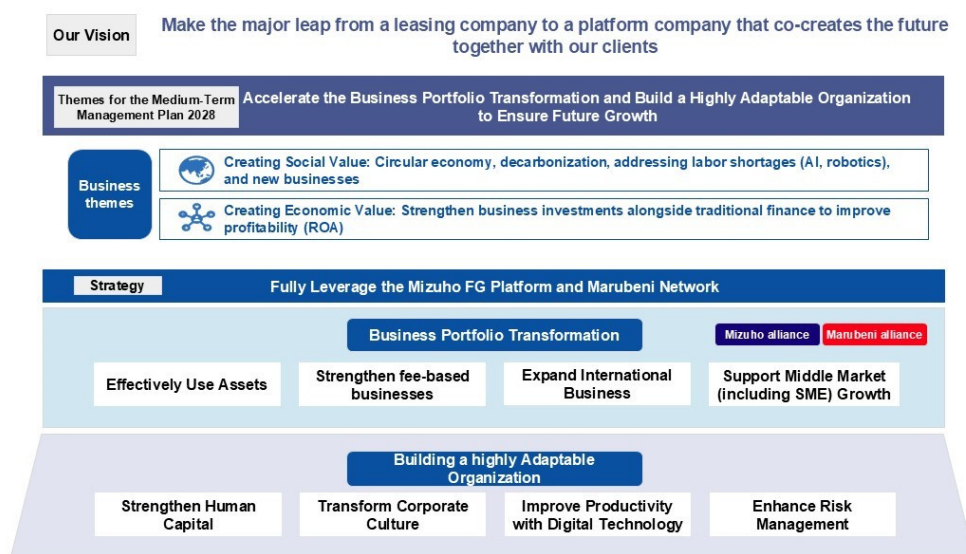 Our Vision
Make the major leap from a leasing company to a platform company that co-creates the future
together with our clients
Themes for the Medium-Term
Management Plan 2028
Accelerate the Business Portfolio Transformation and Build a Highly Adaptable Organization
to Ensure Future Growth
Business
themes
Creating Social Value: Circular economy, decarbonization, addressing labor shortages (AI, robotics),
and new businesses
Creating Economic Value: Strengthen business investments alongside traditional finance to improve
profitability (ROA)
Strategy
Fully Leverage the Mizuho FG Platform and Marubeni Network
Business Portfolio Transformation
Mizuho alliance
Marubeni alliance
Effectively Use Assets
Strengthen fee-based
businesses
Expand International
Business
Support Middle Market
(including SME) Growth
Building a highly Adaptable
Organization
Strengthen Human
Capital
Transform Corporate
Culture
Improve Productivity
with Digital Technology
Enhance Risk
Management